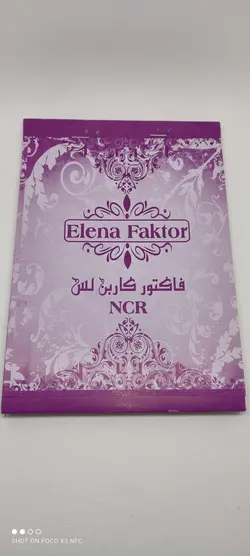 Elena Faktor
فاکتور کاربن لس
NCR
SHOT ON POCO X3 NFC